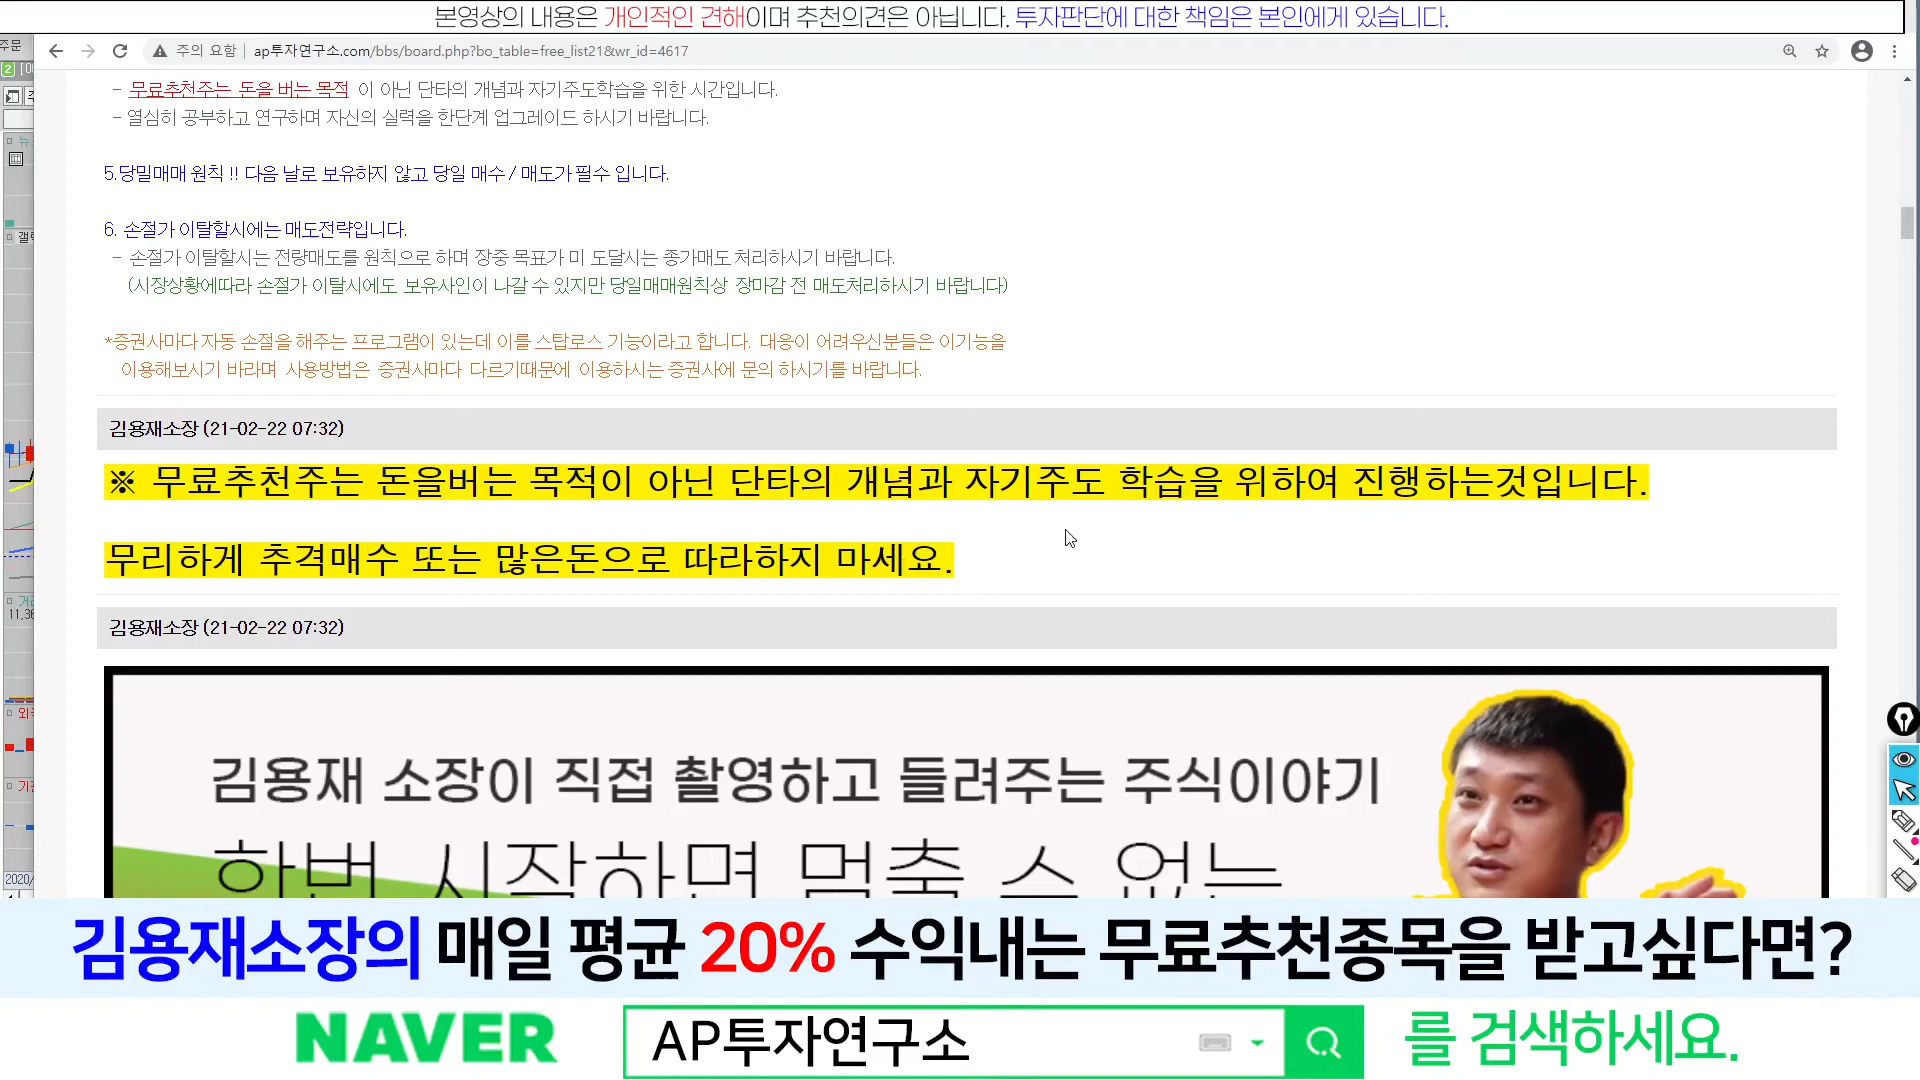 본영상의 내용은 개인적인 견해이며 추천의견은 아닙니다. 투자판단에 대한 책임은 본인에게 있습니다.
주의 요함 | ap투자연구소.com/bbs/board.php?bo_table=free_list21&wr_id=4617
- 무료추천주는 돈을 버는 목적 이 아닌 단타의 개념과 자기주도학습을 위한 시간입니다.
- 열심히 공부하고 연구하며 자신의 실력을 한단계 업그레이드 하시기 바랍니다.
5.당밀매매 원칙 !! 다음 날로 보유하지 않고 당일 매수 / 매도가 필수 입니다.
6. 손절가 이탈할시에는 매도전략입니다.
- 손절가 이탈할시는 전량매도를 원칙으로 하며 장중 목표가 미 도달시는 종가매도 처리하시기 바랍니다.
(시장상황에따라 손절가 이탈시에도 보유사인이 나갈 수 있지만 당일매매원칙상 장마감 전 매도처리하시기 바랍니다)
*증권사마다 자동 손절을 해주는 프로그램이 있는데 이를 스탑로스 기능이라고 합니다. 대응이 어려우신분들은 이기능을
이용해보시기 바라며 사용방법은 증권사마다 다르기때문에 이용하시는 증권사에 문의 하시기를 바랍니다.
김용재소장 (21-02-22 07:32)
※ 무료추천주는 돈을버는 목적이 아닌 단타의 개념과 자기주도 학습을 위하여 진행하는것입니다.
무리하게 추격매수 또는 많은돈으로 따라하지 마세요.
김용재소장 (21-02-22 07:32)
김용재 소장이 직접 촬영하고 들려주는 주식이야기
한번 시작하면 멈출 수 없는
2020/
김용재소장의 매일 평균 20% 수익내는 무료추천종목을 받고싶다면?
NAVER AP투자연구소 를 검색하세요.